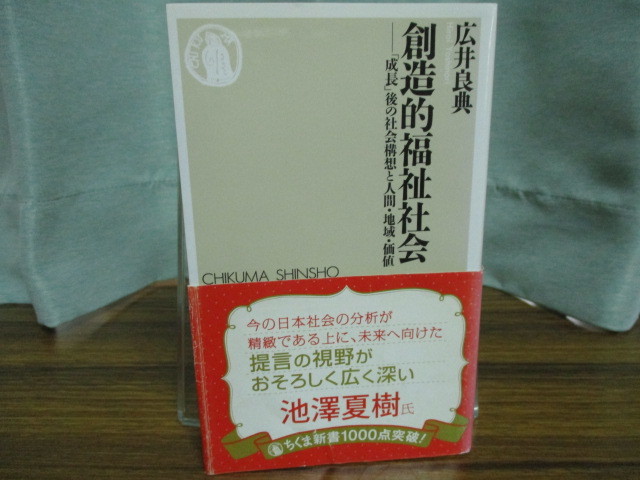 広井良典
創造的福祉社会
──「成長」後の社会構想と人間・地域・価値
CHIKUMA SHINSHO
今の日本社会の分析が
精緻である上に、未来へ向けた
提言の視野が
おそろしく広く深い
池澤夏樹氏
ちくま新書1000点突破!